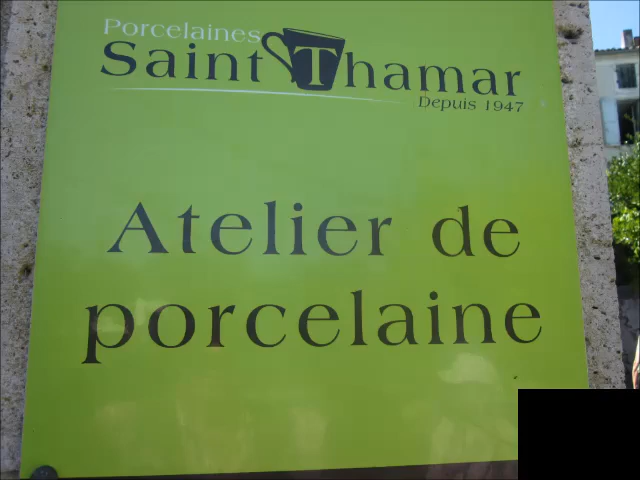 Porcelaines
Saint Thamar
Depuis 1947
Atelier de
porcelaine